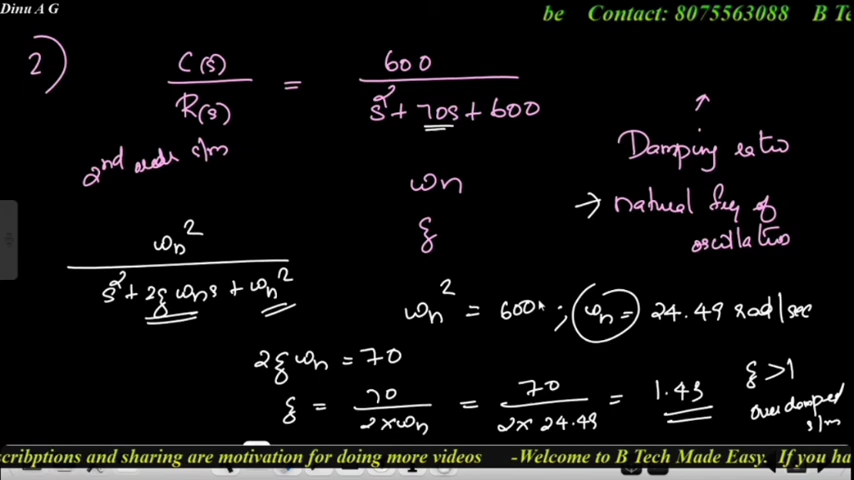 Dinu A G
be Contact: 8075563088 B Te
2) C(s)/R(s) = 600/(s² + 70s + 600)
2nd order s/m
Damping ratio
ωn
→ natural freq of oscillation
ξ
ωn²/(s² + 2ξωns + ωn²)
ωn² = 600 ; ωn = 24.49 rad/sec
2ξωn = 70
ξ = 70/(2×ωn) = 70/(2×24.49) = 1.43
ξ >1
overdamped
s/m
scribptions and sharing are motivation for doing more videos -Welcome to B Tech Made Easy. If you ha